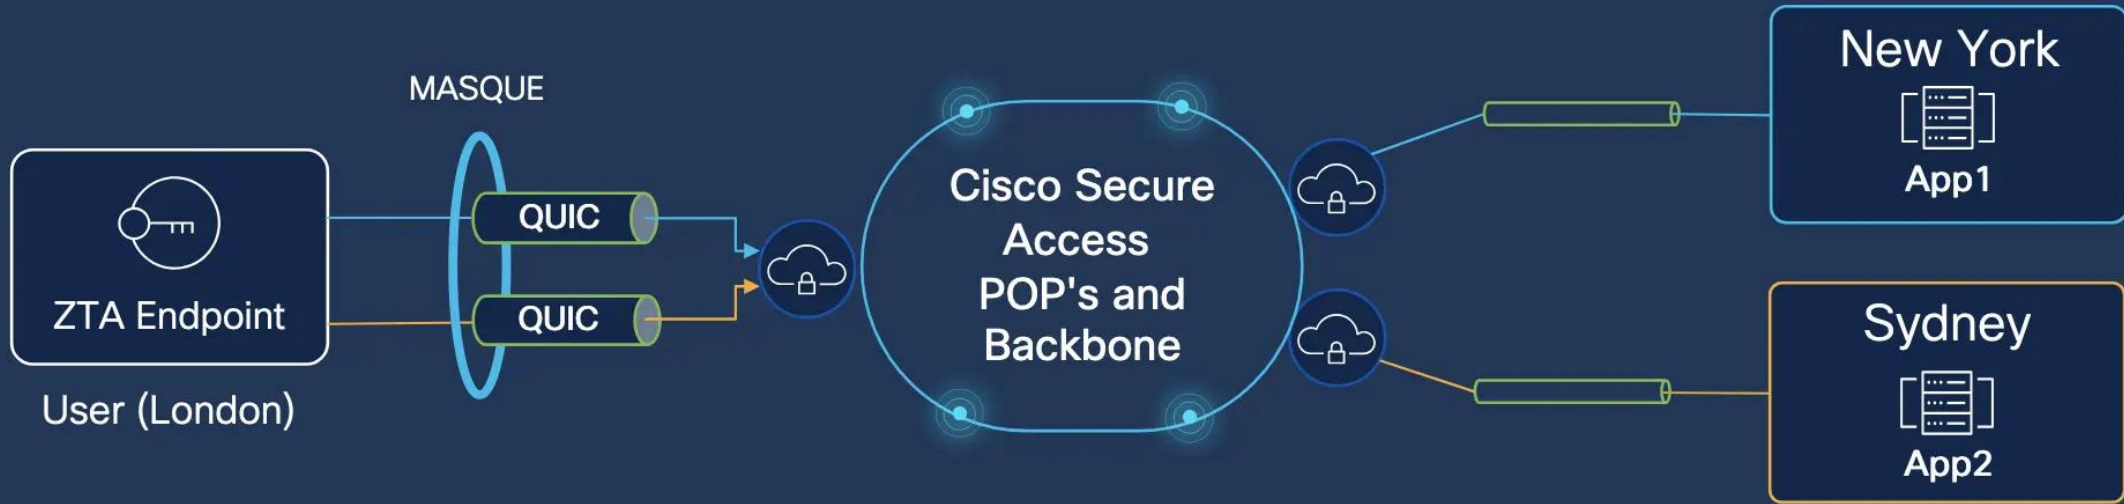 MASQUE
QUIC
QUIC
ZTA Endpoint
User (London)
Cisco Secure
Access
POP's and
Backbone
New York
App1
Sydney
App2